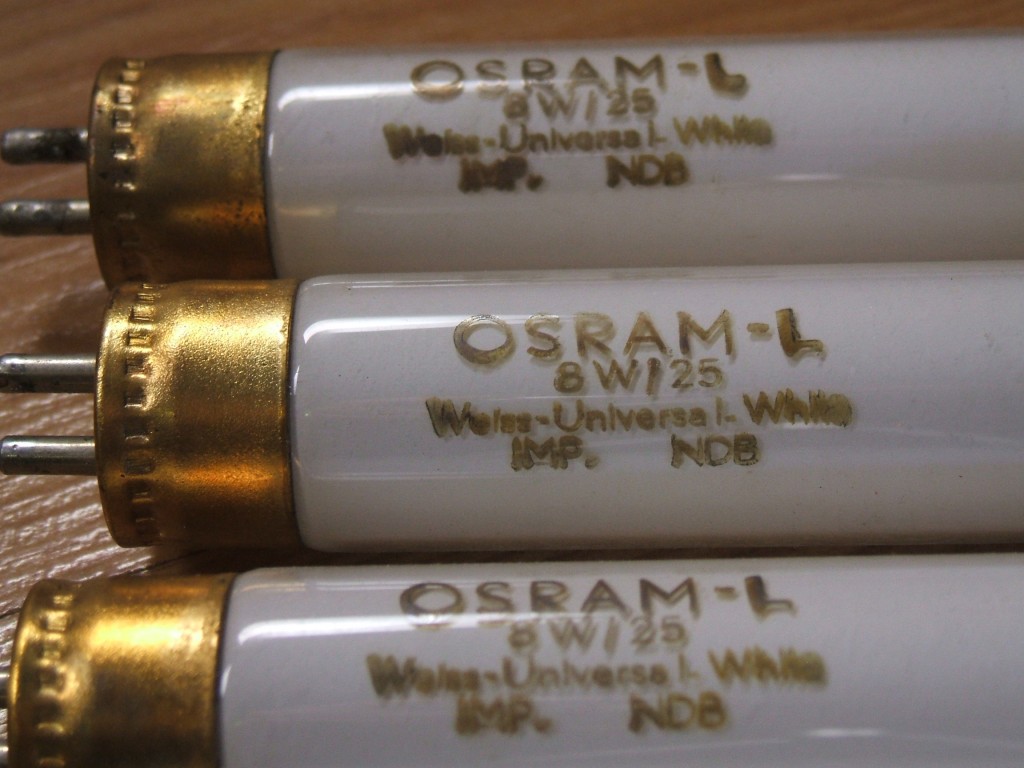 OSRAM-L
8W/25
Weiss-Universal-White
IMP. NDB
OSRAM-L
8W/25
Weiss-Universal-White
IMP. NDB
OSRAM-L
8W/25
Weiss-Universal-White
IMP. NDB